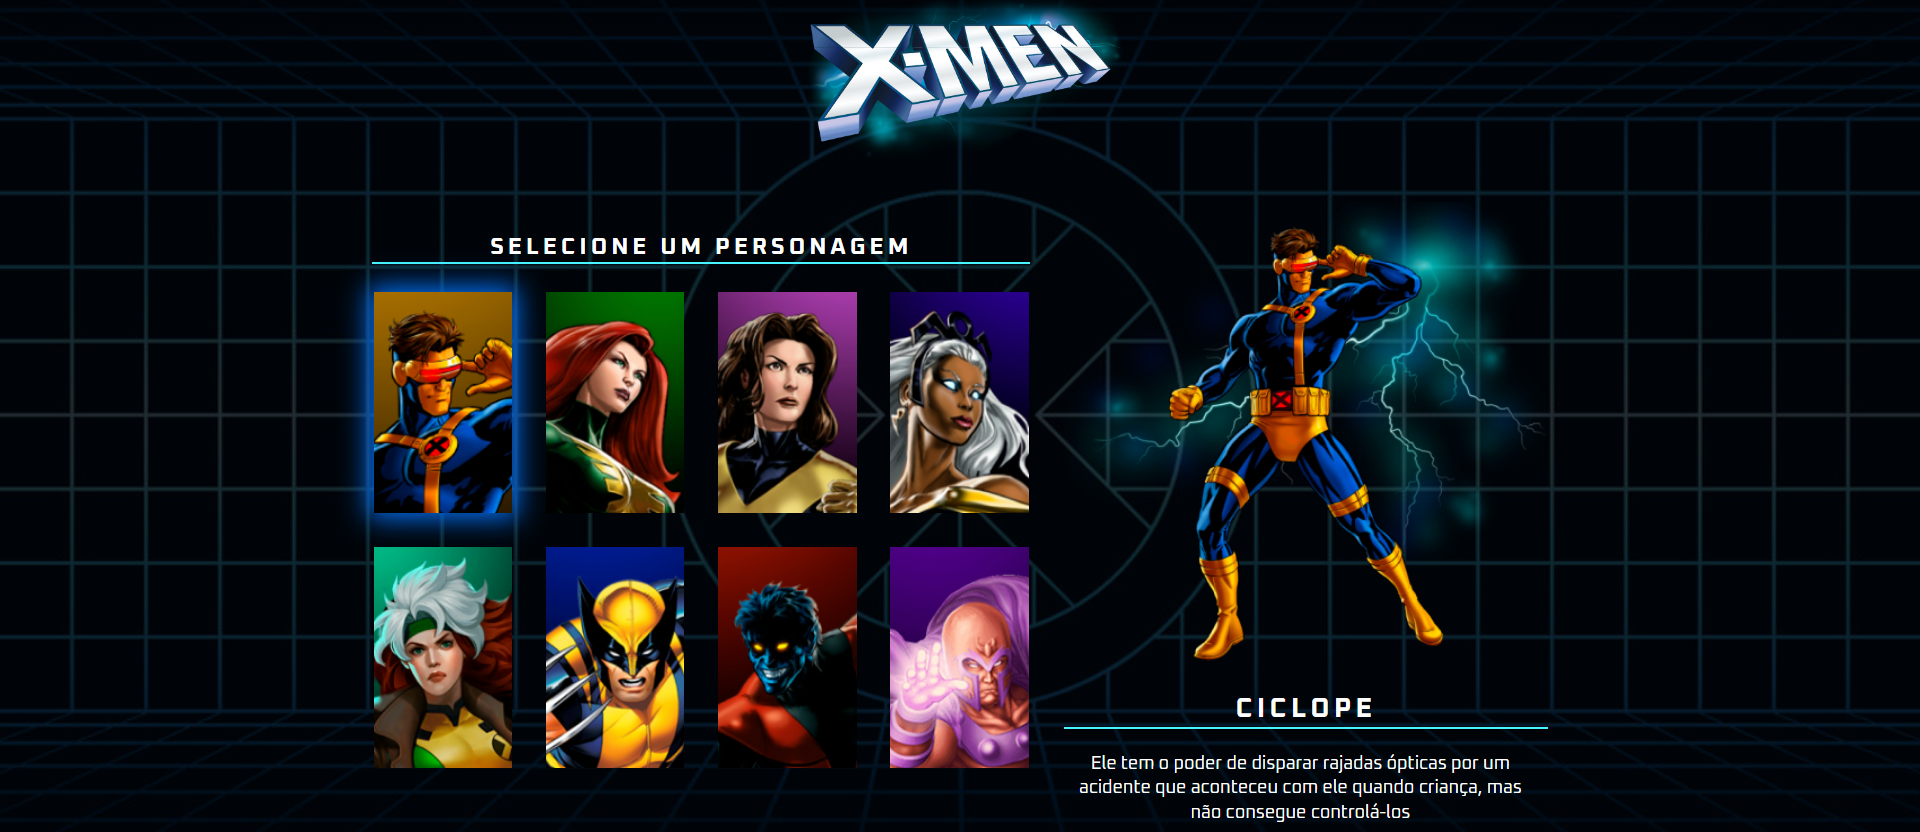 X-MEN
SELECIONE UM PERSONAGEM
CICLOPE
Ele tem o poder de disparar rajadas ópticas por um
acidente que aconteceu com ele quando criança, mas
não consegue controlá-los